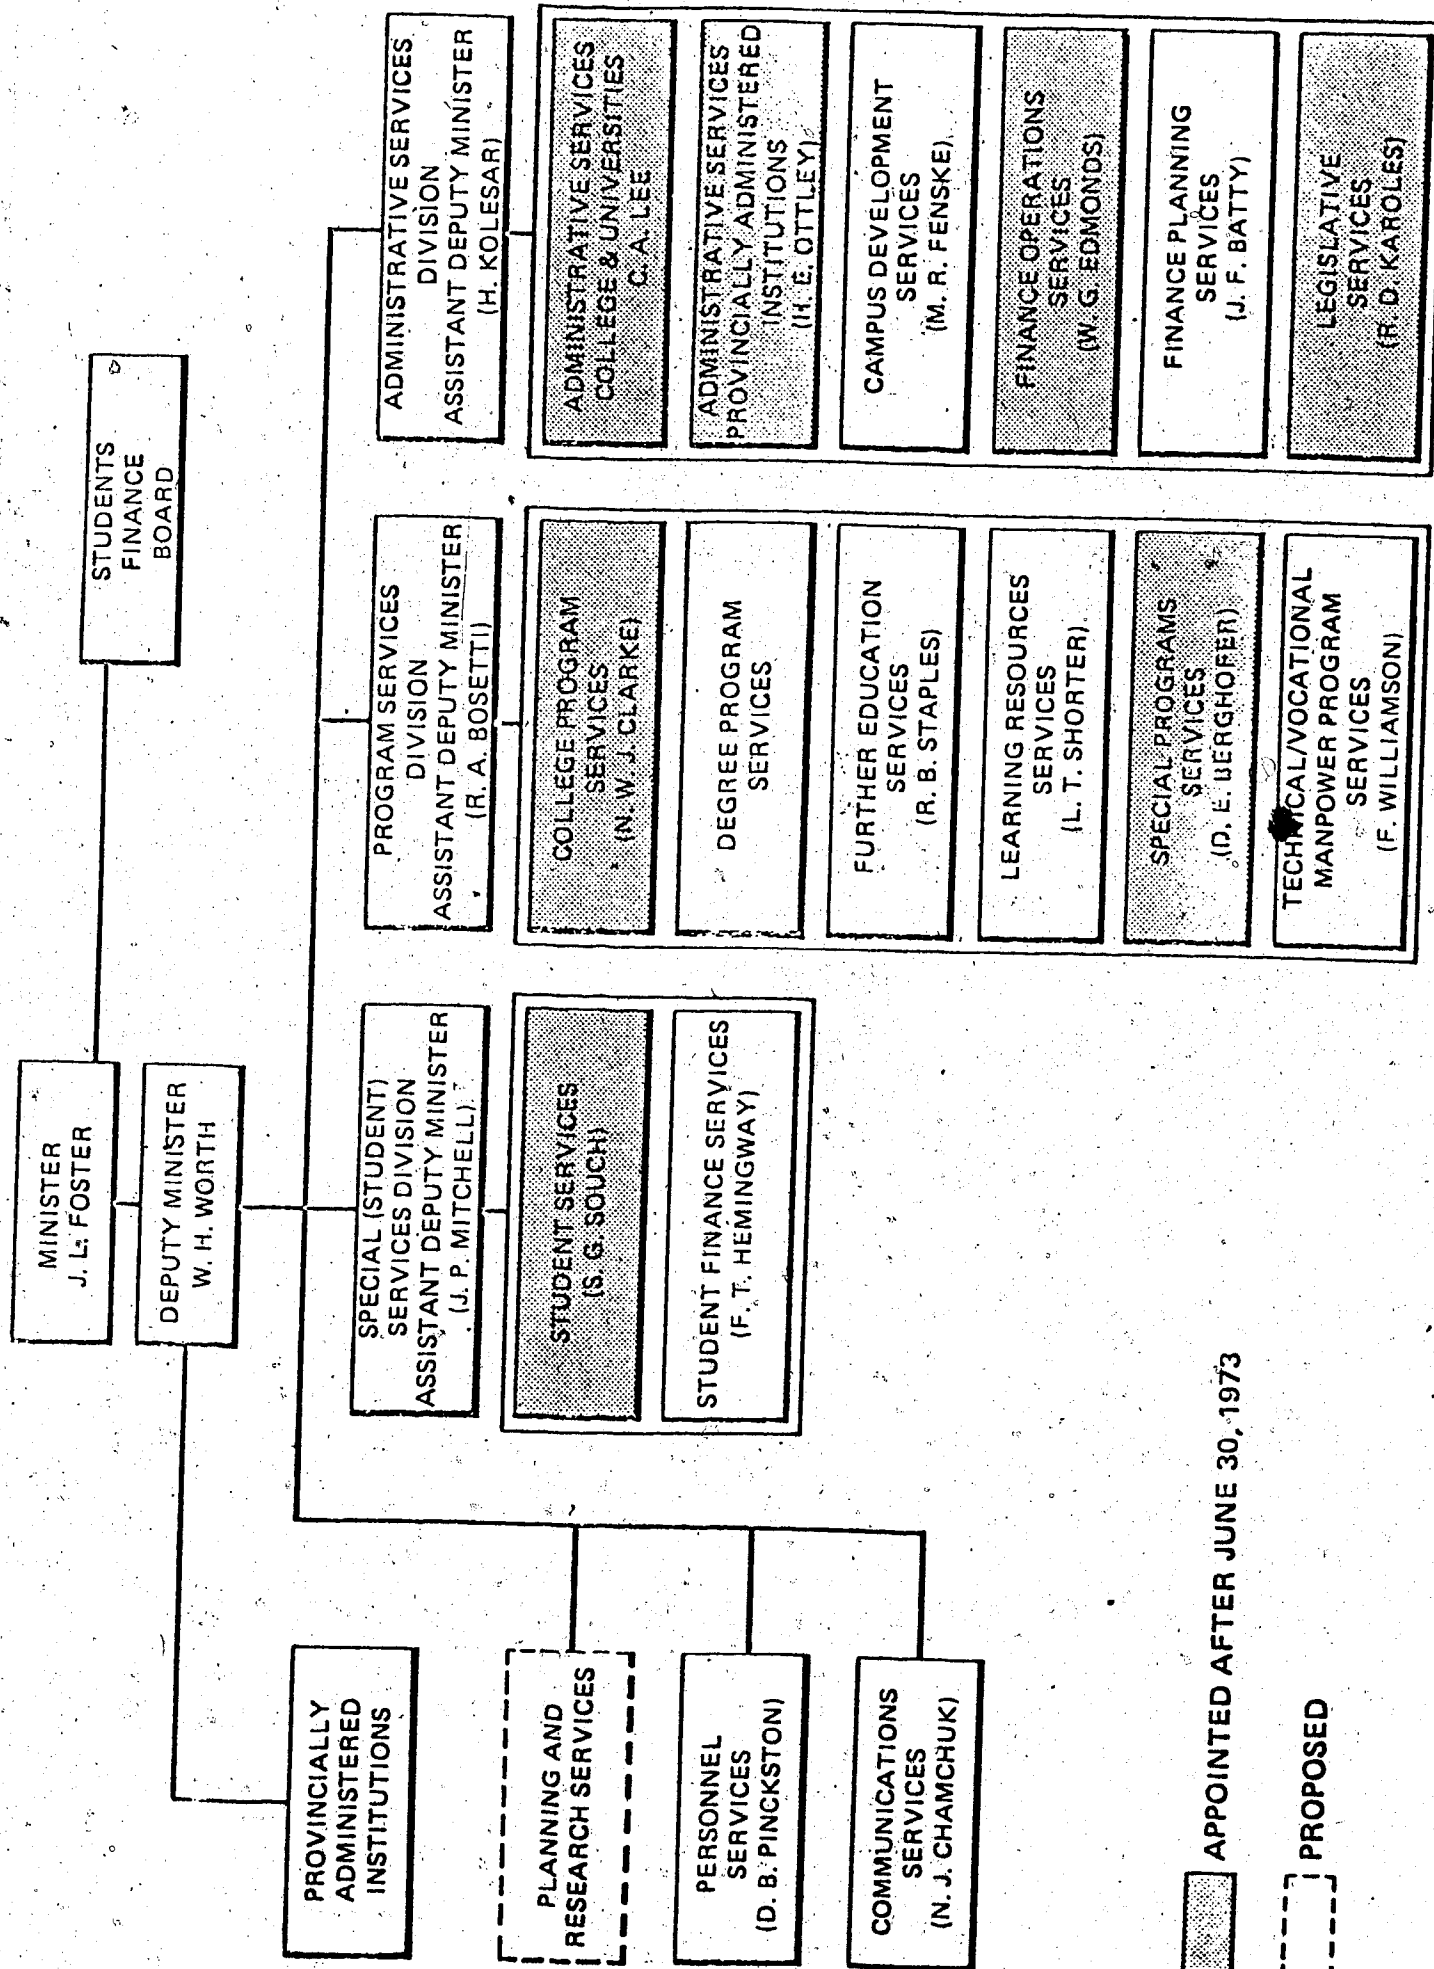 MINISTER
J. L. FOSTER
STUDENTS
FINANCE
BOARD
DEPUTY MINISTER
W. H. WORTH
PROVINCIALLY
ADMINISTERED
INSTITUTIONS
PLANNING AND
RESEARCH SERVICES
PERSONNEL
SERVICES
(D. B. PINCKSTON)
COMMUNICATIONS
SERVICES
(N. J. CHAMCHUK)
SPECIAL (STUDENT)
SERVICES DIVISION
ASSISTANT DEPUTY MINISTER
(J. P. MITCHELL)
STUDENT SERVICES
(S. G. SOUCH)
STUDENT FINANCE SERVICES
(F. T. HEMINGWAY)
PROGRAM SERVICES
DIVISION
ASSISTANT DEPUTY MINISTER
(R. A. BOSETTI)
COLLEGE PROGRAM
SERVICES
(N. W. J. CLARKE)
DEGREE PROGRAM
SERVICES
FURTHER EDUCATION
SERVICES
(R. B. STAPLES)
LEARNING RESOURCES
SERVICES
(L. T. SHORTER)
SPECIAL PROGRAMS
SERVICES
(D. E. BERGHOFER)
TECHNICAL/VOCATIONAL
MANPOWER PROGRAM
SERVICES
(F. WILLIAMSON)
ADMINISTRATIVE SERVICES
DIVISION
ASSISTANT DEPUTY MINISTER
(H. KOLESAR)
ADMINISTRATIVE SERVICES
COLLEGE & UNIVERSITIES
C. A. LEE
ADMINISTRATIVE SERVICES
PROVINCIALLY ADMINISTERED
INSTITUTIONS
(H. E. OTTLEY)
CAMPUS DEVELOPMENT
SERVICES
(M. R. FENSKE)
FINANCE OPERATIONS
SERVICES
(W. G. EDMONDS)
FINANCE PLANNING
SERVICES
(J. F. BATTY)
LEGISLATIVE
SERVICES
(R. D. KAROLES)
APPOINTED AFTER JUNE 30, 1973
PROPOSED